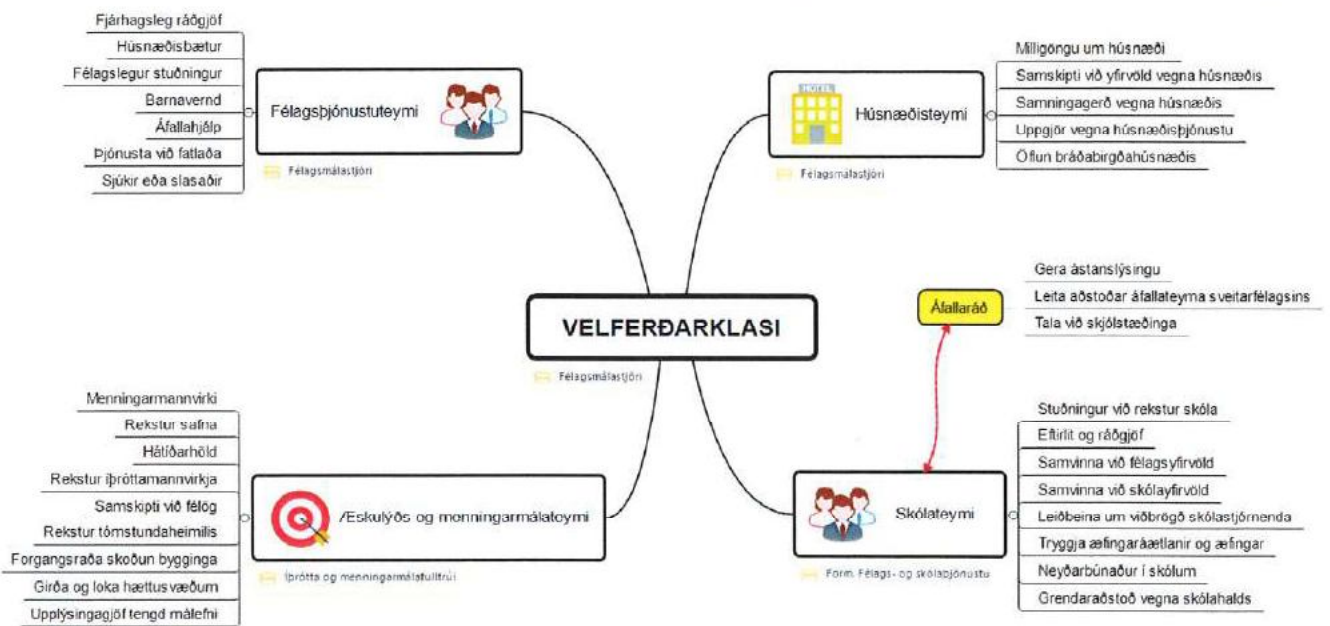 Fjárhagsleg ráðgjöf
Húsnæðisbætur
Félagslegur stuðningur
Barnavernd
Áfallahjálp
Þjónusta við fatlaða
Sjúkir eða slasaðir
Félagsþjónustuteymi
Félagsmálastjóri
HOTEL
Húsnæðisteymi
Félagsmálastjóri
Milligöngu um húsnæði
Samskipti við yfirvöld vegna húsnæðis
Samningagerð vegna húsnæðis
Uppgjör vegna húsnæðisþjónustu
Öflun bráðabirgðahúsnæðis
VELFERÐARKLASI
Félagsmálastjóri
Áfallaráð
Gera ástanslýsingu
Leita aðstoðar áfallateyma sveitarfélagsins
Tala við skjólstæðinga
Menningarmannvirki
Rekstur safna
Hátíðarhöld
Rekstur íþróttamannvirkja
Samskipti við félög
Rekstur tómstundaheimilis
Forgangsraða skoðun bygginga
Girða og loka hættusvæðum
Upplýsingagjöf tengd málefni
Æskulýðs og menningarmálateymi
Íþrótta og menningarmálafulltrúi
Skólateymi
Form. Félags- og skólaþjónustu
Stuðningur við rekstur skóla
Eftirlit og ráðgjöf
Samvinna við félagsyfirvöld
Samvinna við skólayfirvöld
Leiðbeina um viðbrögð skólastjórnenda
Tryggja æfingaráætlanir og æfingar
Neyðarbúnaður í skólum
Grendaraðstoð vegna skólahalds